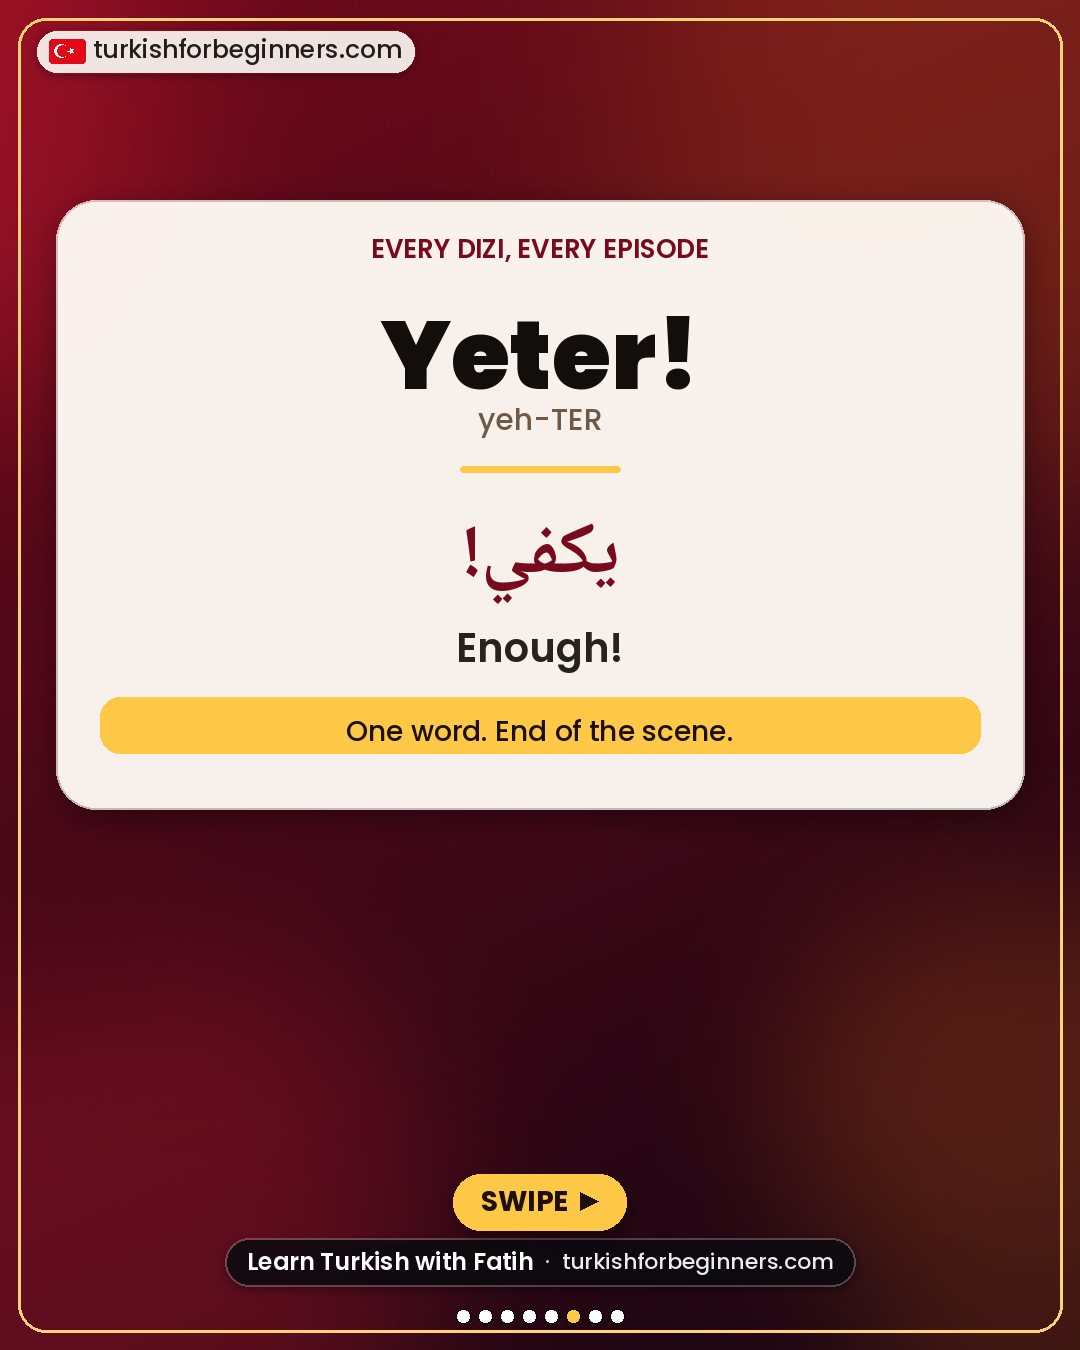 turkishforbeginners.com
EVERY DIZI, EVERY EPISODE
Yeter!
yeh-TER
يكفي!
Enough!
One word. End of the scene.
SWIPE ▶
Learn Turkish with Fatih · turkishforbeginners.com